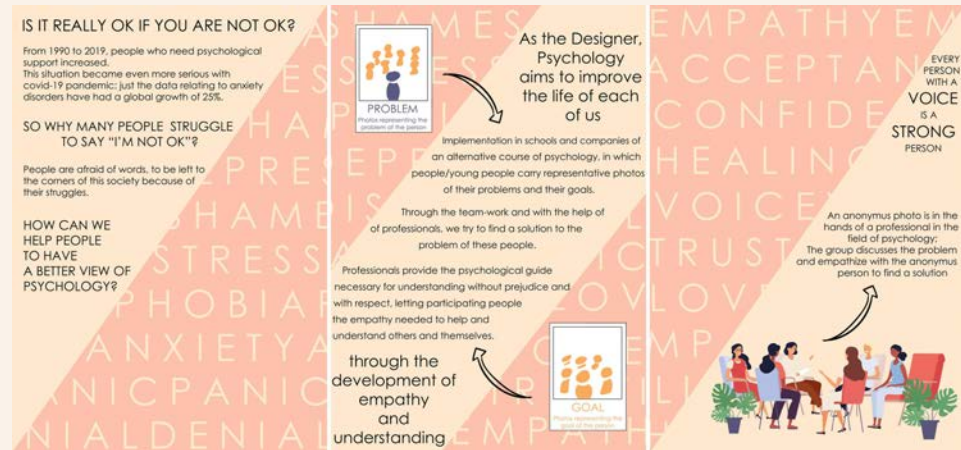 IS IT REALLY OK IF YOU ARE NOT OK?
From 1990 to 2019, people who need psychological
support increased.
This situation became even more serious with
covid-19 pandemic; just the data relating to anxiety
disorders have had a global growth of 25%.
SO WHY MANY PEOPLE STRUGGLE
TO SAY “I’M NOT OK”?
People are afraid of words, to be left to
the corners of this society because of
their struggles.
HOW CAN WE
HELP PEOPLE
TO HAVE
A BETTER VIEW OF
PSYCHOLOGY?
SHAME
STRESS
PHOBIA
ANXIETY
PANIC
DENIAL
PROBLEM
Photos representing the
problem of the person
As the Designer,
Psychology
aims to improve
the life of each
of us
Implementation in schools and companies of
an alternative course of psychology, in which
people/young people carry representative photos
of their problems and their goals.
Through the team-work and with the help of
of professionals, we try to find a solution to the
problem of these people.
Professionals provide the psychological guide
necessary for understanding without prejudice and
with respect, letting participating people
the empathy needed to help and
understand others and themselves.
through the
development of
empathy
and
understanding
GOAL
Photos representing the
goal of the person
EMPATHY
ACCEPTAN
CONFIDE
HEALING
VOICE
TRUST
LOV
EMP
EVERY
PERSON
WITH A
VOICE
IS A
STRONG
PERSON
An anonymus photo is in the
hands of a professional in the
field of psychology;
The group discusses the problem
and empathize with the anonymus
person to find a solution